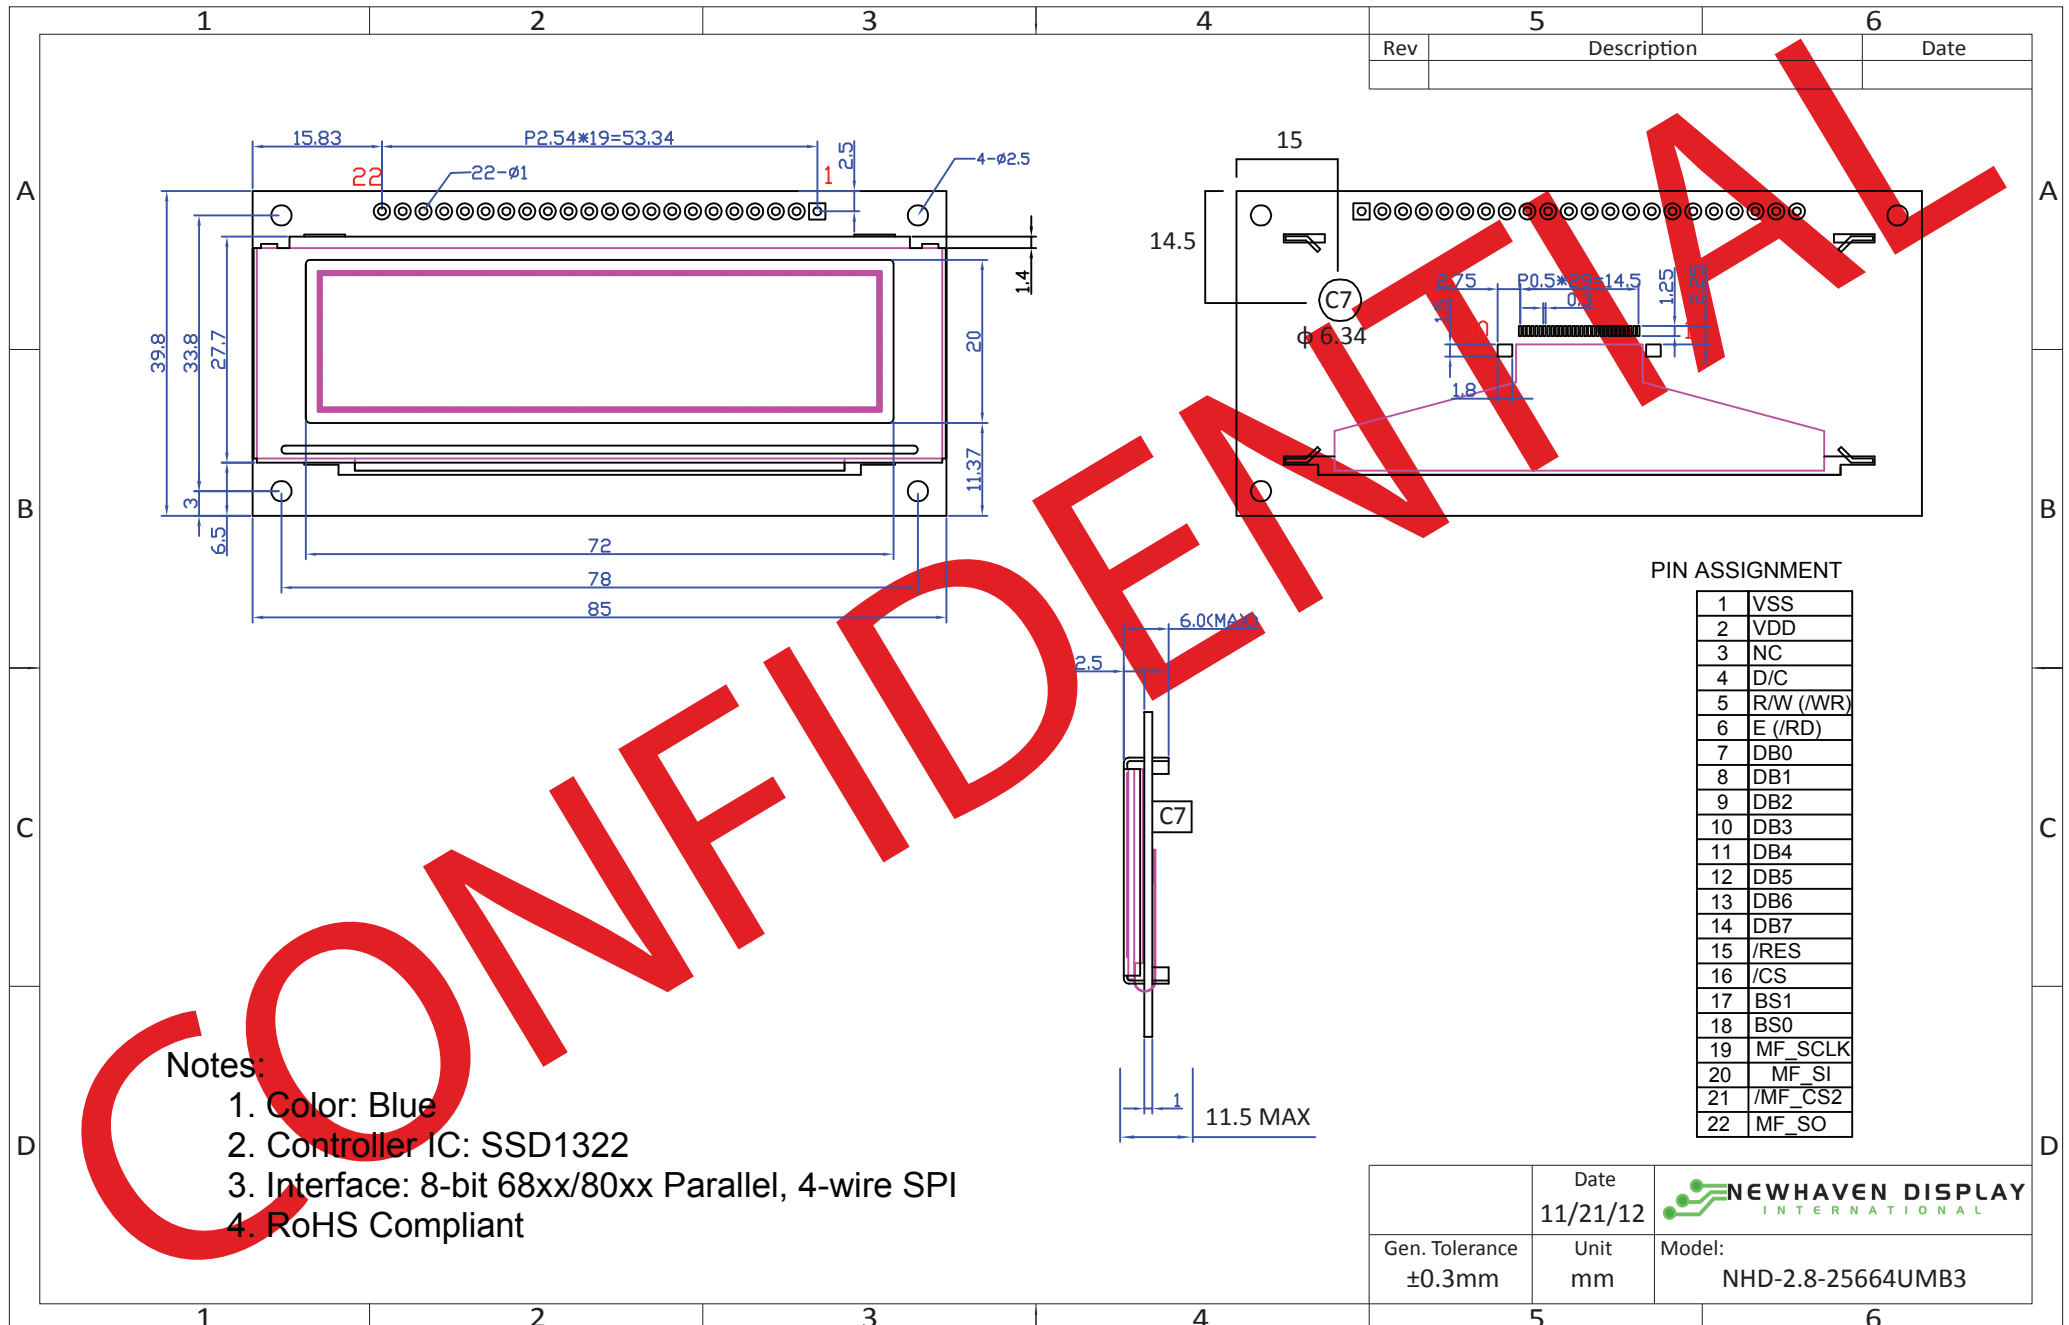 1 2 3 4 5 6
Rev Description Date
A A
B B
C C
D D
15.83
P2.54*19=53.34
2.5
4-ø2.5
22
22-ø1
1
1.4
39.8
33.8
27.7
20
11.37
3
6.5
72
78
85
15
14.5
C7
ϕ 6.34
2.75
P0.5*29=14.5
1.25
2.25
1.8
6.0(MAX)
2.5
C7
1
11.5 MAX
CONFIDENTIAL
PIN ASSIGNMENT
1 VSS
2 VDD
3 NC
4 D/C
5 R/W (/WR)
6 E (/RD)
7 DB0
8 DB1
9 DB2
10 DB3
11 DB4
12 DB5
13 DB6
14 DB7
15 /RES
16 /CS
17 BS1
18 BS0
19 MF_SCLK
20 MF_SI
21 /MF_CS2
22 MF_SO
Notes:
1. Color: Blue
2. Controller IC: SSD1322
3. Interface: 8-bit 68xx/80xx Parallel, 4-wire SPI
4. RoHS Compliant
Date
11/21/12
NEWHAVEN DISPLAY
INTERNATIONAL
Gen. Tolerance
±0.3mm
Unit
mm
Model:
NHD-2.8-25664UMB3
1 2 3 4 5 6